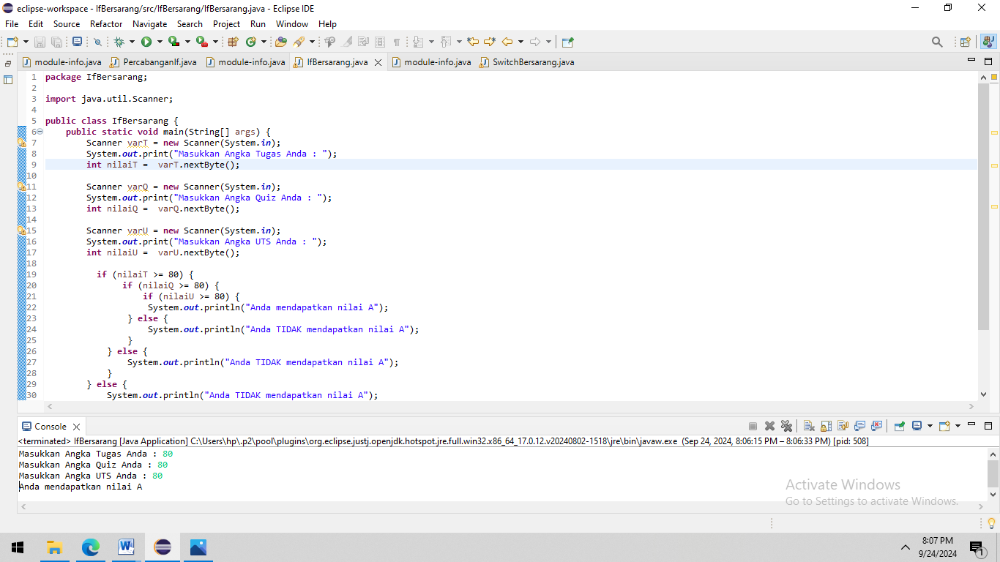 eclipse-workspace - IfBersarang/src/IfBersarang/IfBersarang.java - Eclipse IDE
File Edit Source Refactor Navigate Search Project Run Window Help
module-info.java PercabanganIf.java module-info.java IfBersarang.java module-info.java SwitchBersarang.java
1 package IfBersarang;
2
3 import java.util.Scanner;
4
5 public class IfBersarang {
6 public static void main(String[] args) {
7 Scanner varT = new Scanner(System.in);
8 System.out.print("Masukkan Angka Tugas Anda : ");
9 int nilaiT =  varT.nextByte();
10
11 Scanner varQ = new Scanner(System.in);
12 System.out.print("Masukkan Angka Quiz Anda : ");
13 int nilaiQ =  varQ.nextByte();
14
15 Scanner varU = new Scanner(System.in);
16 System.out.print("Masukkan Angka UTS Anda : ");
17 int nilaiU =  varU.nextByte();
18
19 if (nilaiT >= 80) {
20 if (nilaiQ >= 80) {
21 if (nilaiU >= 80) {
22 System.out.println("Anda mendapatkan nilai A");
23 } else {
24 System.out.println("Anda TIDAK mendapatkan nilai A");
25 }
26 } else {
27 System.out.println("Anda TIDAK mendapatkan nilai A");
28 }
29 } else {
30 System.out.println("Anda TIDAK mendapatkan nilai A");
Console
<terminated> IfBersarang [Java Application] C:\Users\hp\.p2\pool\plugins\org.eclipse.justj.openjdk.hotspot.jre.full.win32.x86_64_17.0.12.v20240802-1518\jre\bin\javaw.exe (Sep 24, 2024, 8:06:15 PM – 8:06:33 PM) [pid: 508]
Masukkan Angka Tugas Anda : 80
Masukkan Angka Quiz Anda : 80
Masukkan Angka UTS Anda : 80
Anda mendapatkan nilai A
Activate Windows
Go to Settings to activate Windows.
8:07 PM
9/24/2024
1